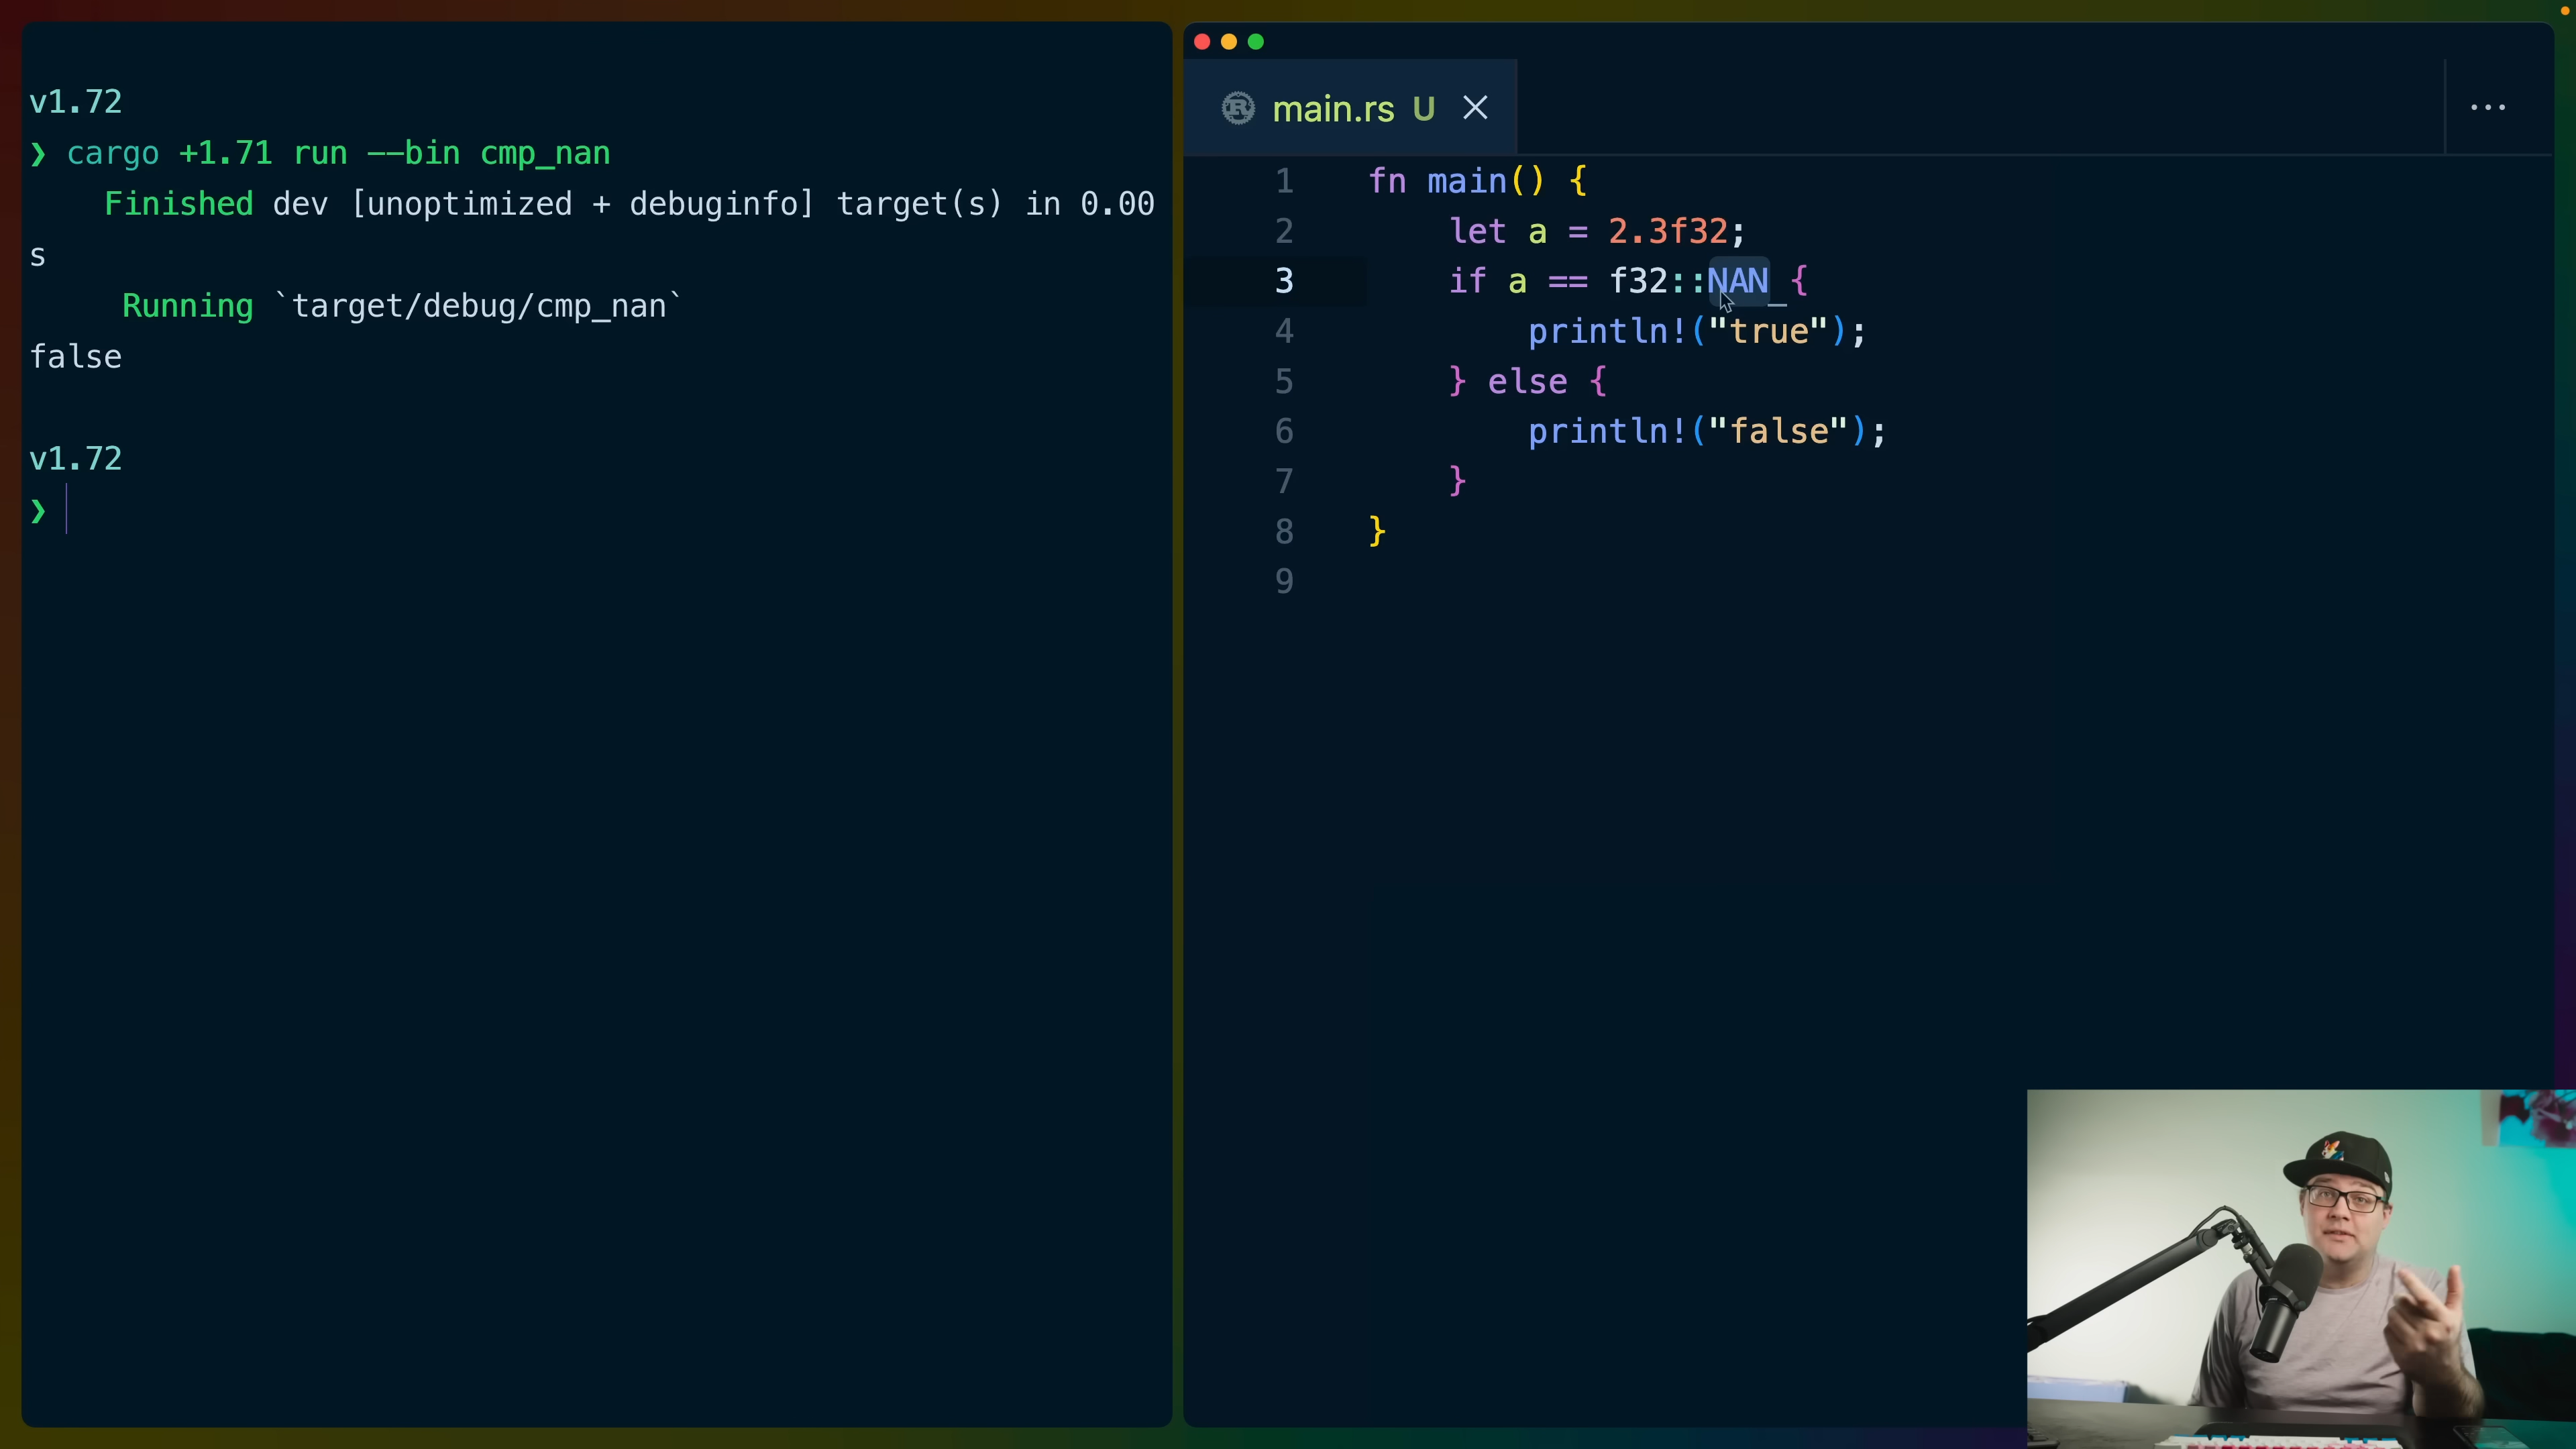 v1.72
❯ cargo +1.71 run --bin cmp_nan
Finished dev [unoptimized + debuginfo] target(s) in 0.00
s
Running `target/debug/cmp_nan`
false
v1.72
❯
main.rs U
1 fn main() {
2 let a = 2.3f32;
3 if a == f32::NAN {
4 println!("true");
5 } else {
6 println!("false");
7 }
8 }
9